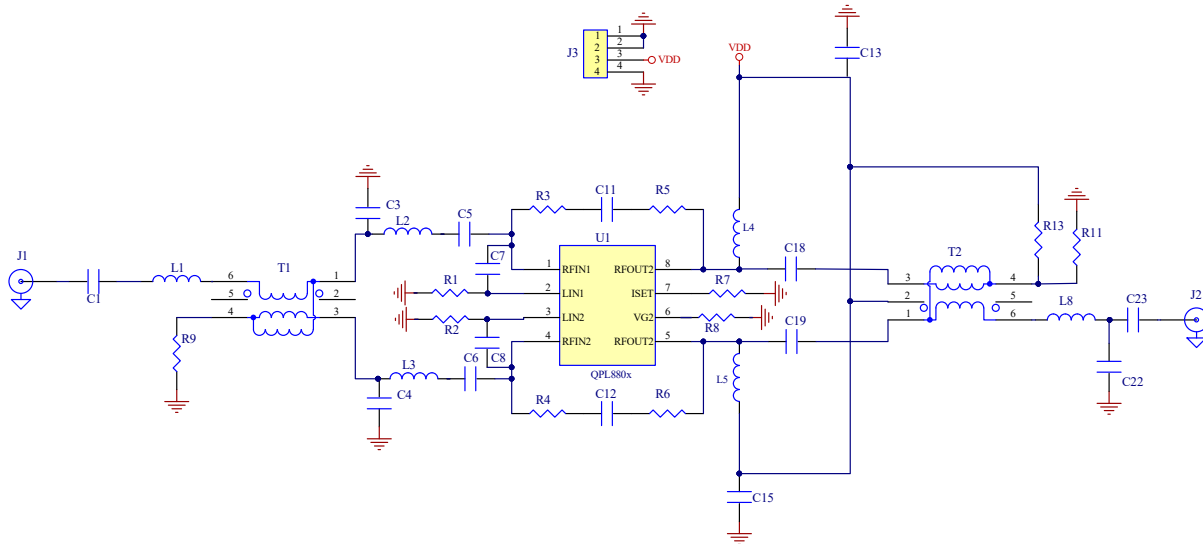 J3
1
2
3
4
1
2
3
4
VDD
VDD
C13
C3
L2
C5
R3
C11
R5
L4
R13
R11
J1
C1
L1
6
5
4
T1
1
2
3
R9
C7
R1
R2
C8
U1
1
2
3
4
RFIN1
LIN1
LIN2
RFIN2
RFOUT2
ISET
VG2
RFOUT2
8
7
6
5
QPL880x
R7
R8
C18
C19
3
2
1
T2
4
5
6
L8
C23
J2
C22
C4
L3
C6
R4
C12
R6
L5
C15